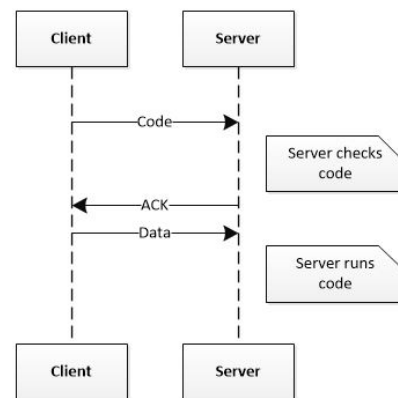 Client Server
Code
Server checks
code
ACK
Data
Server runs
code
Client Server